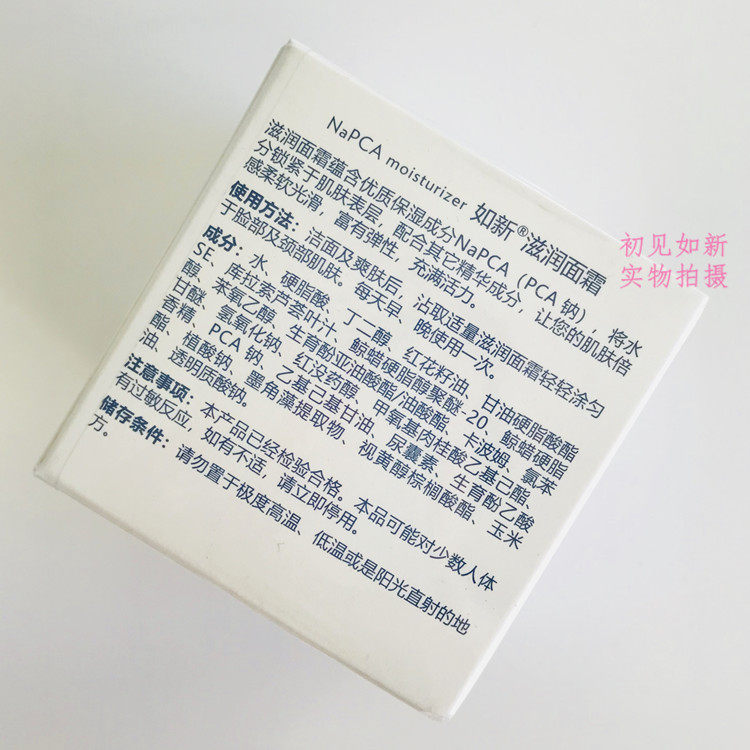 NaPCA moisturizer 如新®滋润面霜
滋润面霜蕴含优质保湿成分NaPCA（PCA 钠），将水
分锁紧于肌肤表层，配合其它精华成分，让您的肌肤倍
感柔软光滑，富有弹性，充满活力。
使用方法：洁面及爽肤后，沾取适量滋润面霜轻轻涂匀
于脸部及颈部肌肤。每天早、晚使用一次。
成分：水、硬脂酸、丁二醇、红花籽油、甘油硬脂酸酯
SE、库拉索芦荟叶汁、鲸蜡硬脂醇聚醚-20、鲸蜡硬脂
醇、苯氧乙醇、生育酚亚油酸酯/油酸酯、卡波姆、氯苯
甘醚、氢氧化钠、红没药醇、甲氧基肉桂酸乙基己酯、
香精、PCA 钠、乙基己基甘油、尿囊素、生育酚乙酸
酯、植酸钠、墨角藻提取物、视黄醇棕榈酸酯、玉米
油、透明质酸钠。
注意事项：本产品已经检验合格。本品可能对少数人体
有过敏反应，如有不适，请立即停用。
储存条件：请勿置于极度高温、低温或是阳光直射的地
方。
初见如新
实物拍摄